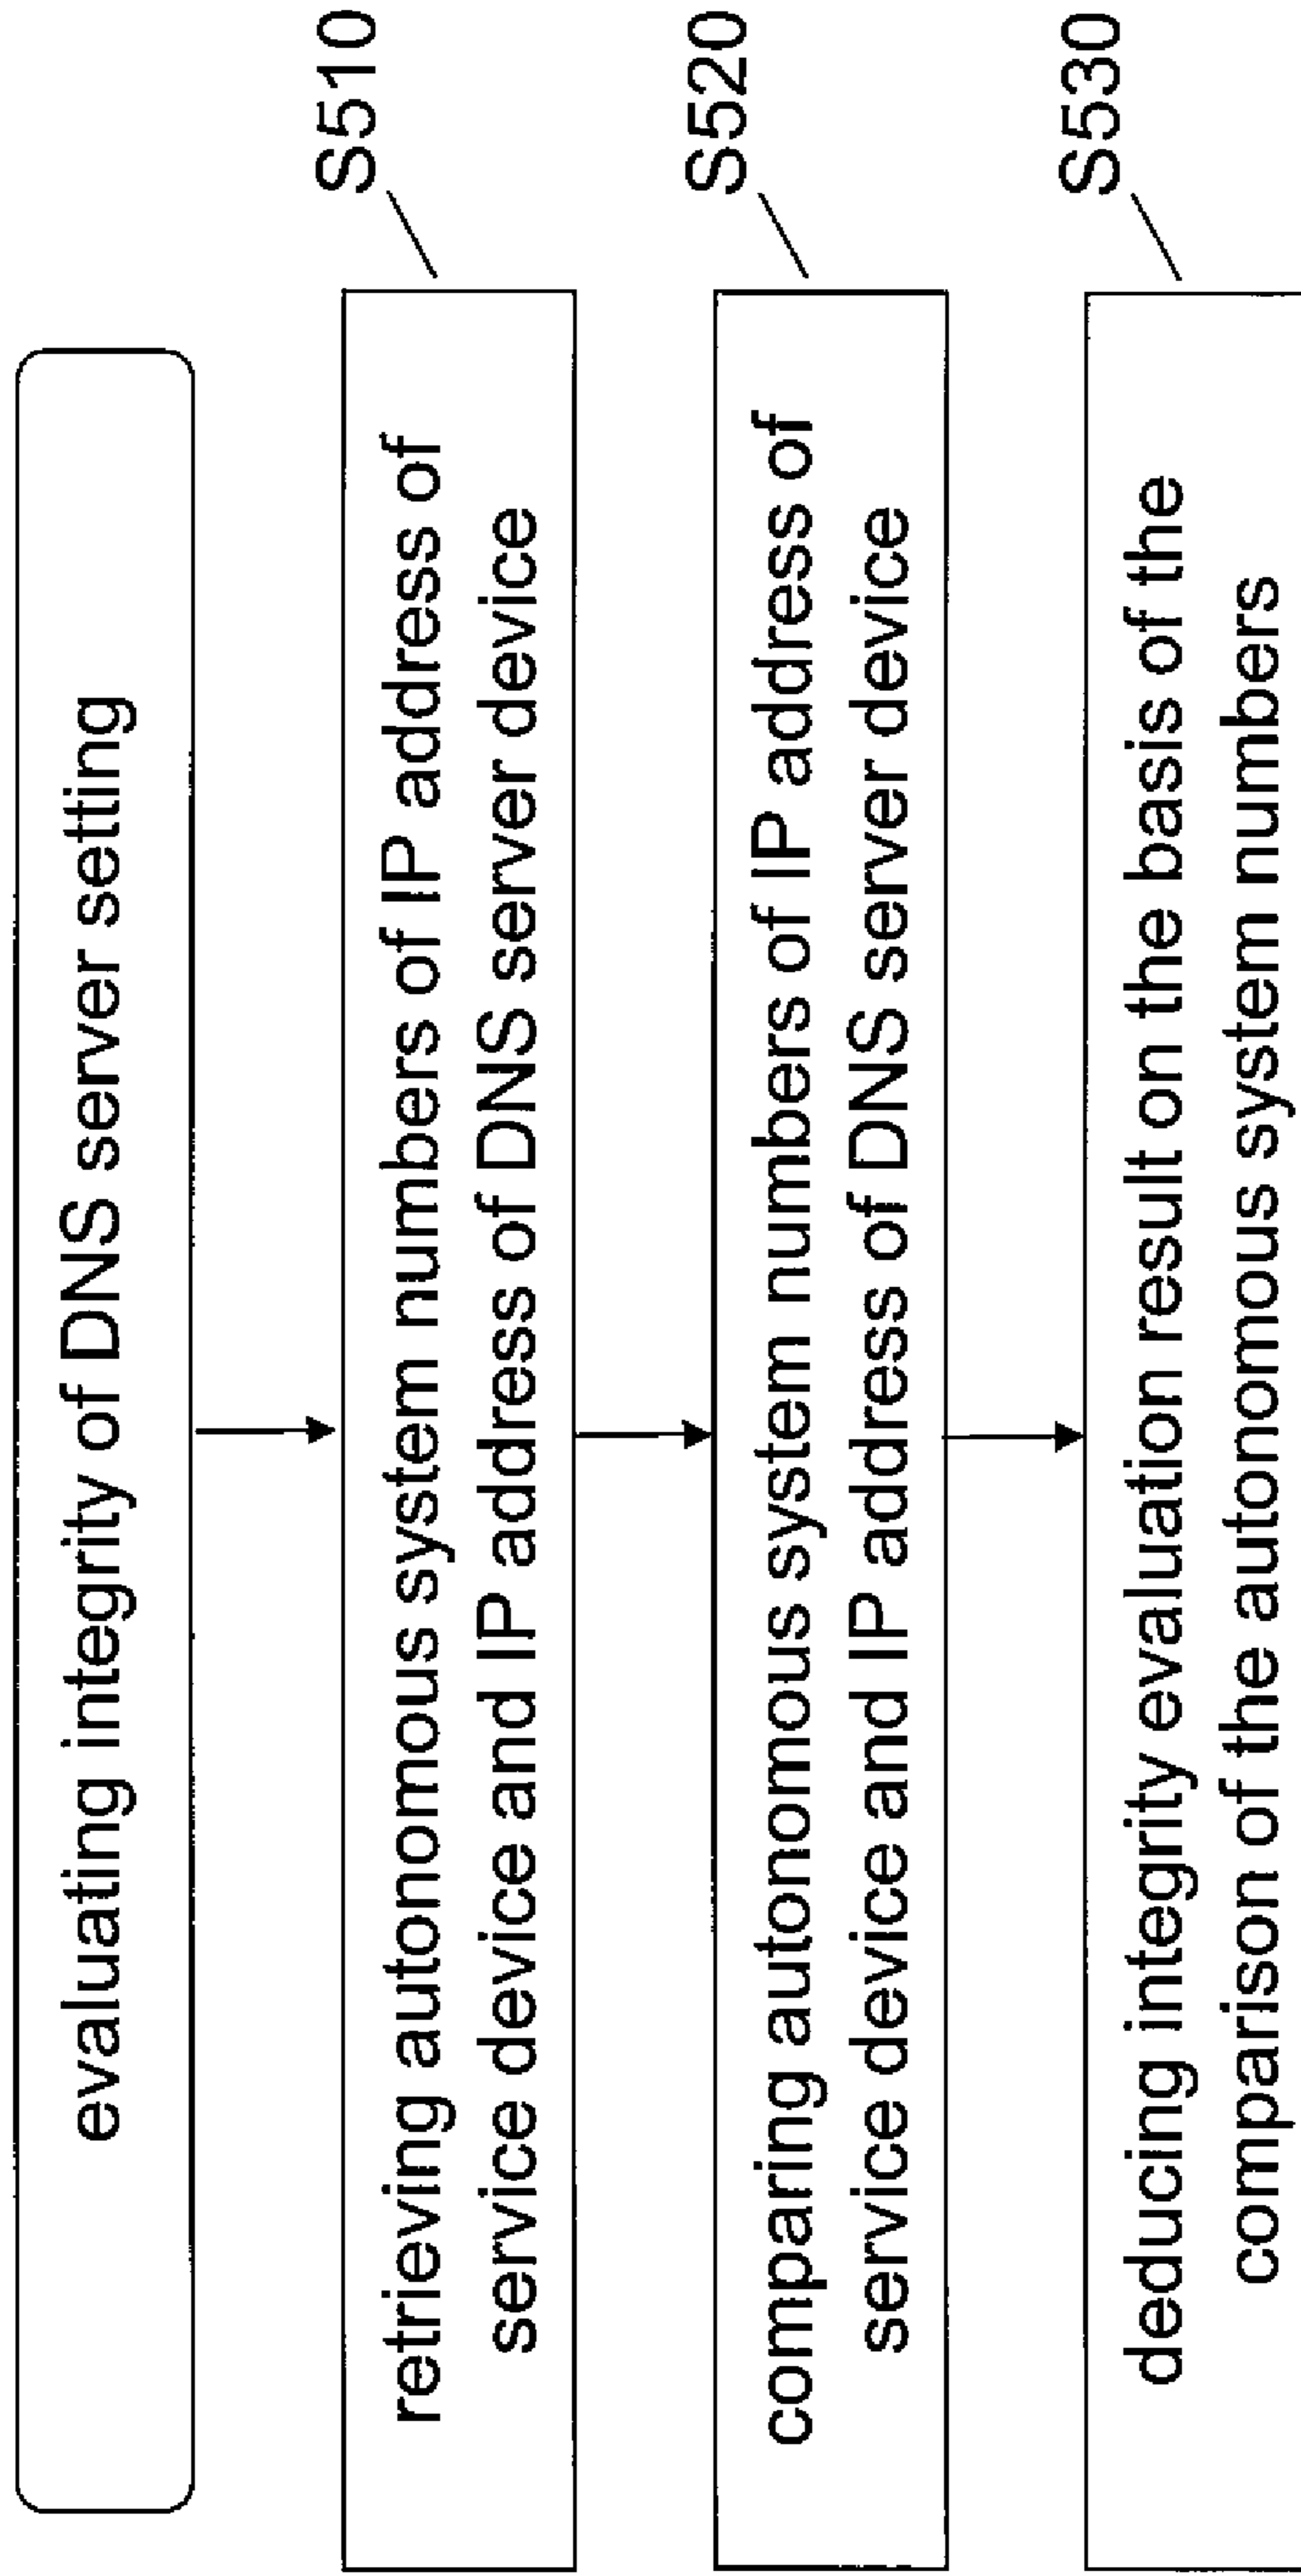 evaluating integrity of DNS server setting
S510
retrieving autonomous system numbers of IP address of
service device and IP address of DNS server device
S520
comparing autonomous system numbers of IP address of
service device and IP address of DNS server device
S530
deducing integrity evaluation result on the basis of the
comparison of the autonomous system numbers